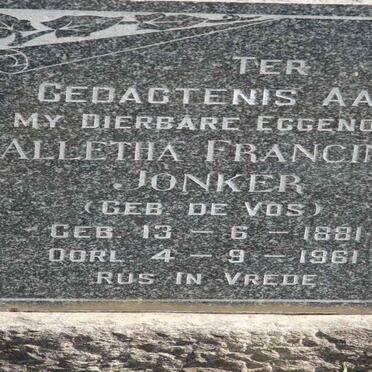 TER
GEDAGTENIS AA
MY DIERBARE EGGENO
ALLETHA FRANCIN
JONKER
(GEB DE VOS)
GEB 13 - 6 - 1881
OORL 4 - 9 - 1961
RUS IN VREDE